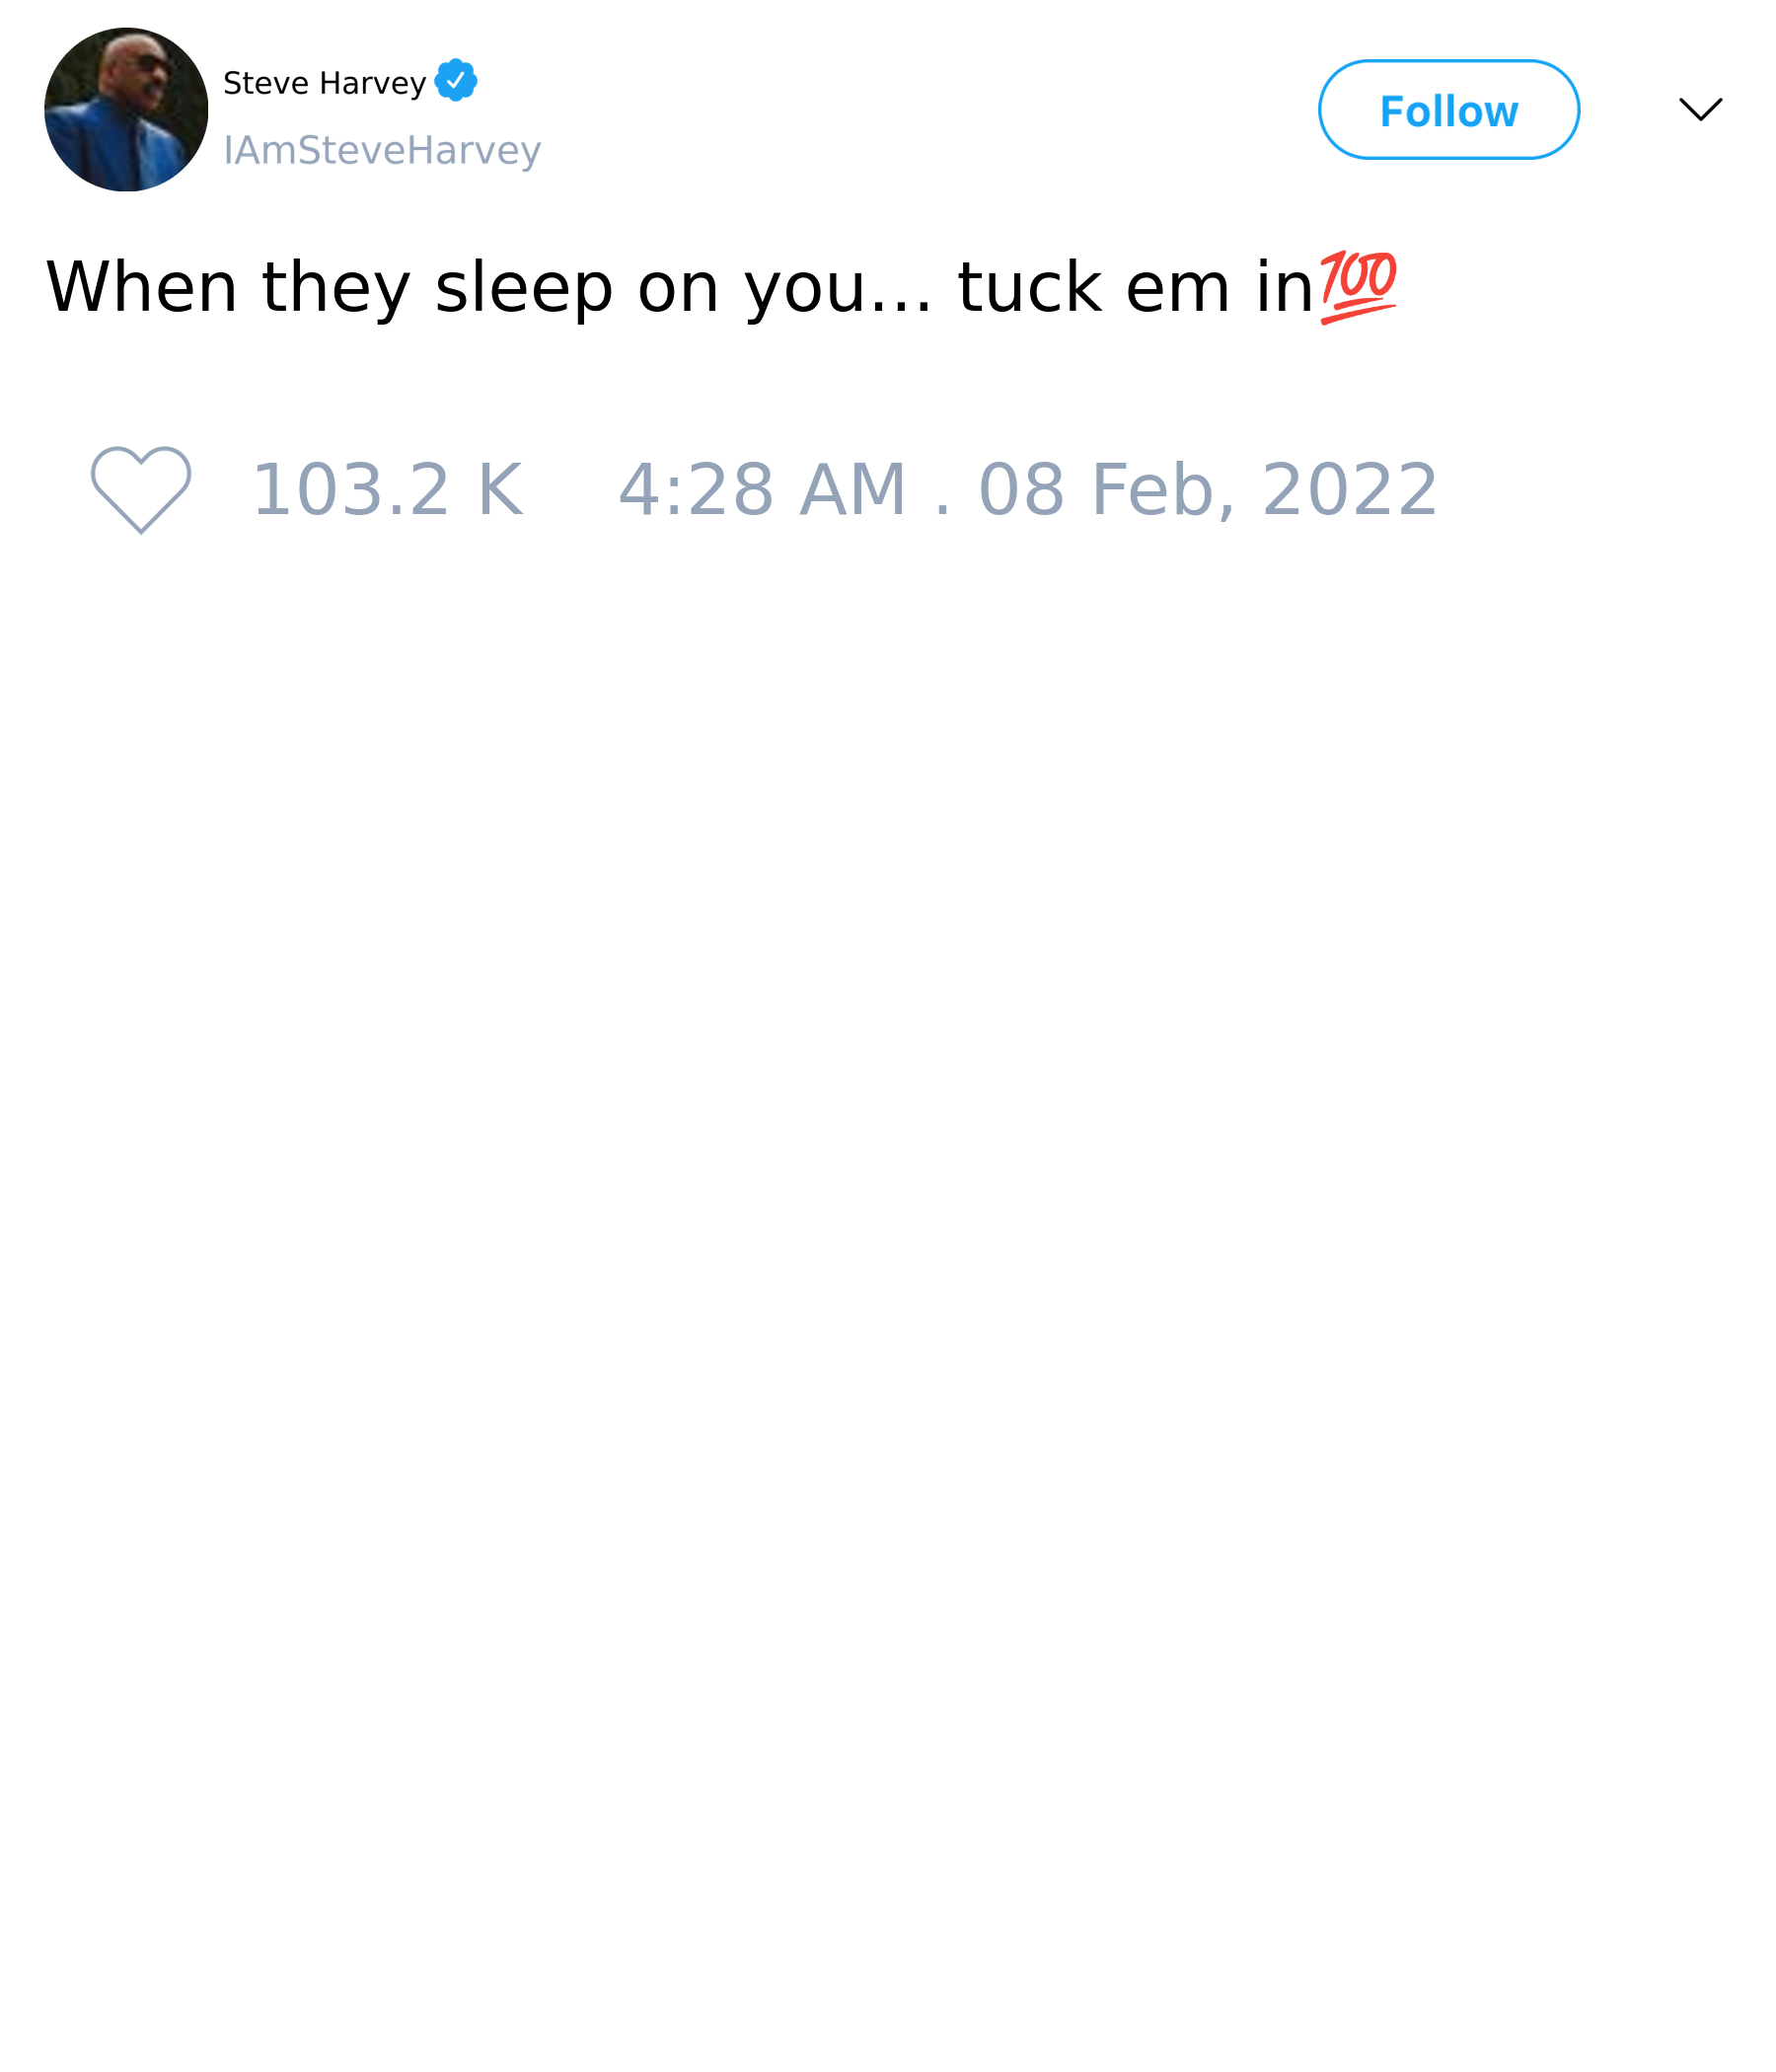 Steve Harvey
IAmSteveHarvey
Follow
When they sleep on you... tuck em in💯
103.2 K 4:28 AM . 08 Feb, 2022